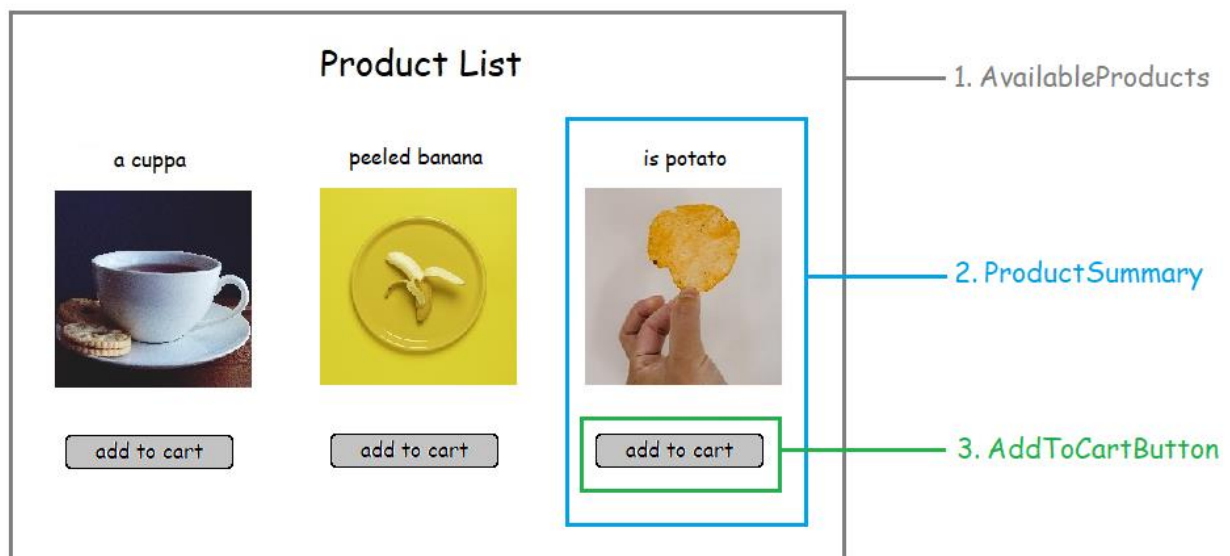 Product List
1. AvailableProducts
a cuppa
peeled banana
is potato
2. ProductSummary
add to cart
add to cart
add to cart
3. AddToCartButton